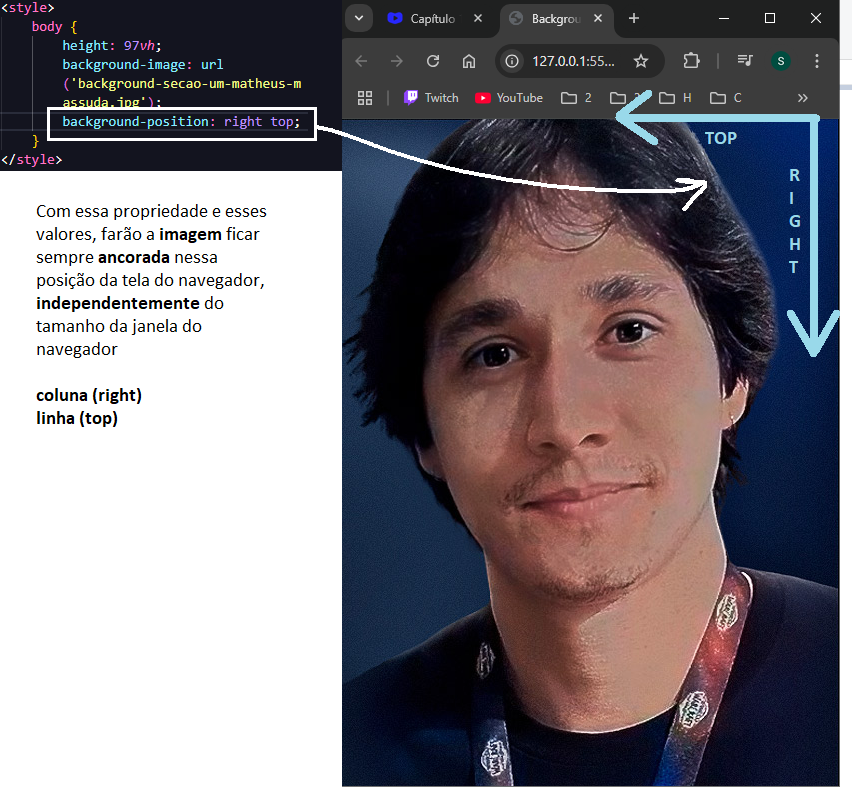 <style>
body {
height: 97vh;
background-image: url
('background-secao-um-matheus-m
assuda.jpg');
background-position: right top;
}
</style>
Capítulo
Backgrou
127.0.0.1:55...
S
Twitch
YouTube
2
H
C
TOP
RIGHT
Com essa propriedade e esses
valores, farão a imagem ficar
sempre ancorada nessa
posição da tela do navegador,
independentemente do
tamanho da janela do
navegador
coluna (right)
linha (top)